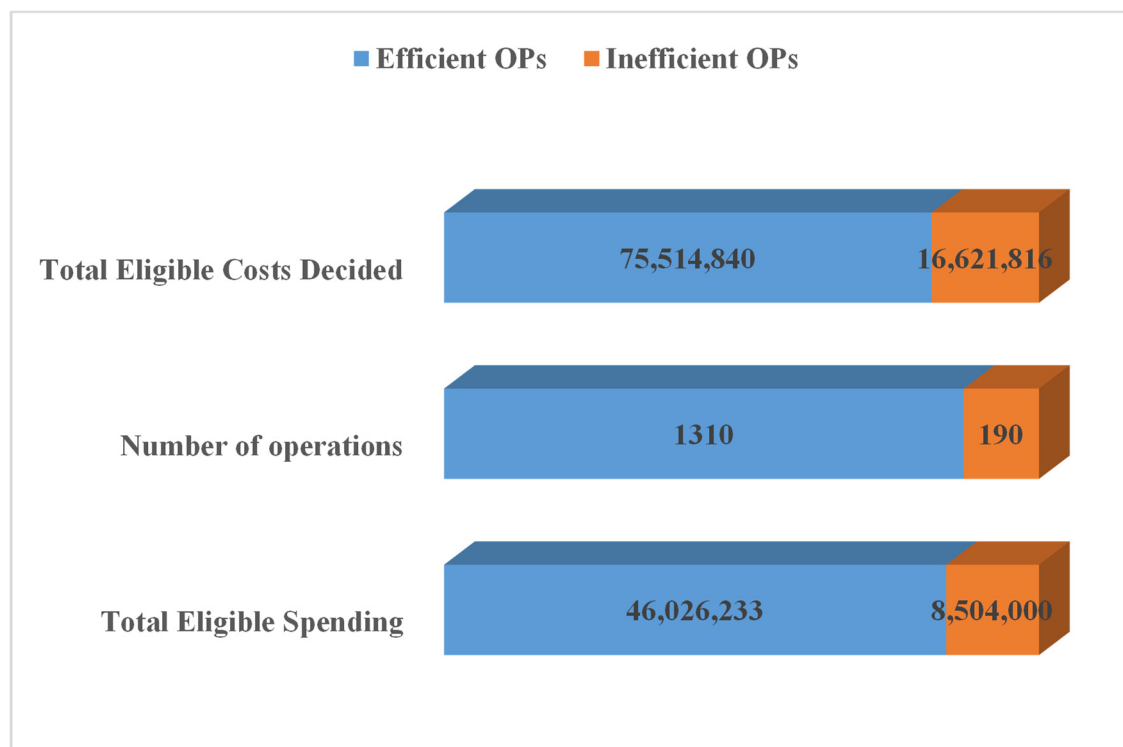 Efficient OPs Inefficient OPs
Total Eligible Costs Decided 75,514,840 16,621,816
Number of operations 1310 190
Total Eligible Spending 46,026,233 8,504,000